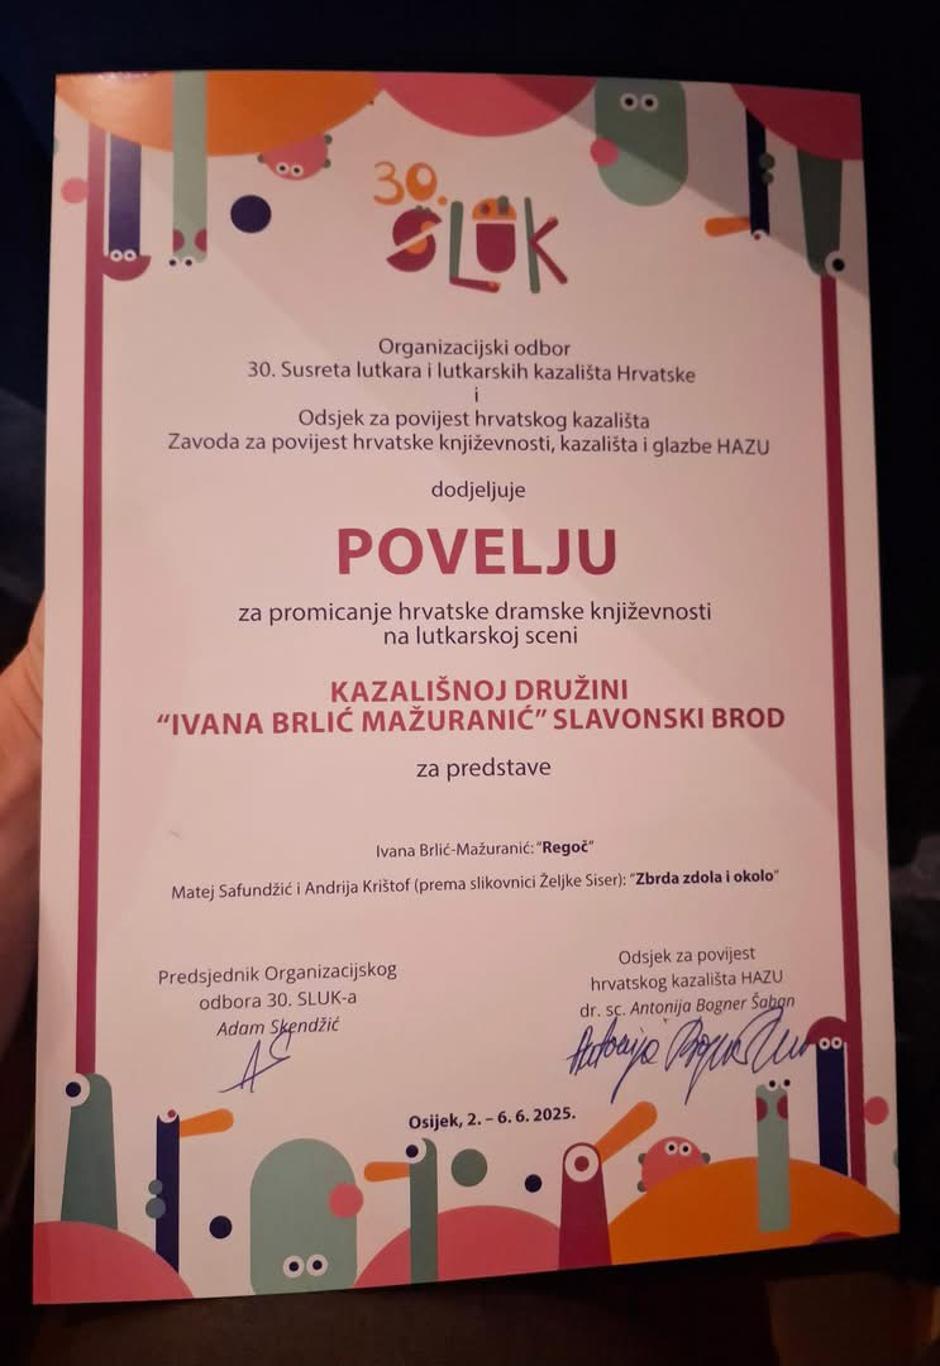 30.
SLUK
Organizacijski odbor
30. Susreta lutkara i lutkarskih kazališta Hrvatske
i
Odsjek za povijest hrvatskog kazališta
Zavoda za povijest hrvatske književnosti, kazališta i glazbe HAZU
dodjeljuje
POVELJU
za promicanje hrvatske dramske književnosti
na lutkarskoj sceni
KAZALIŠNOJ DRUŽINI
“IVANA BRLIĆ MAŽURANIĆ” SLAVONSKI BROD
za predstave
Ivana Brlić-Mažuranić: “Regoč”
Matej Safundžić i Andrija Krištof (prema slikovnici Željke Siser): “Zbrda zdola i okolo”
Predsjednik Organizacijskog
odbora 30. SLUK-a
Adam Skendžić
Odsjek za povijest
hrvatskog kazališta HAZU
dr. sc. Antonija Bogner Šaban
Osijek, 2. – 6. 6. 2025.